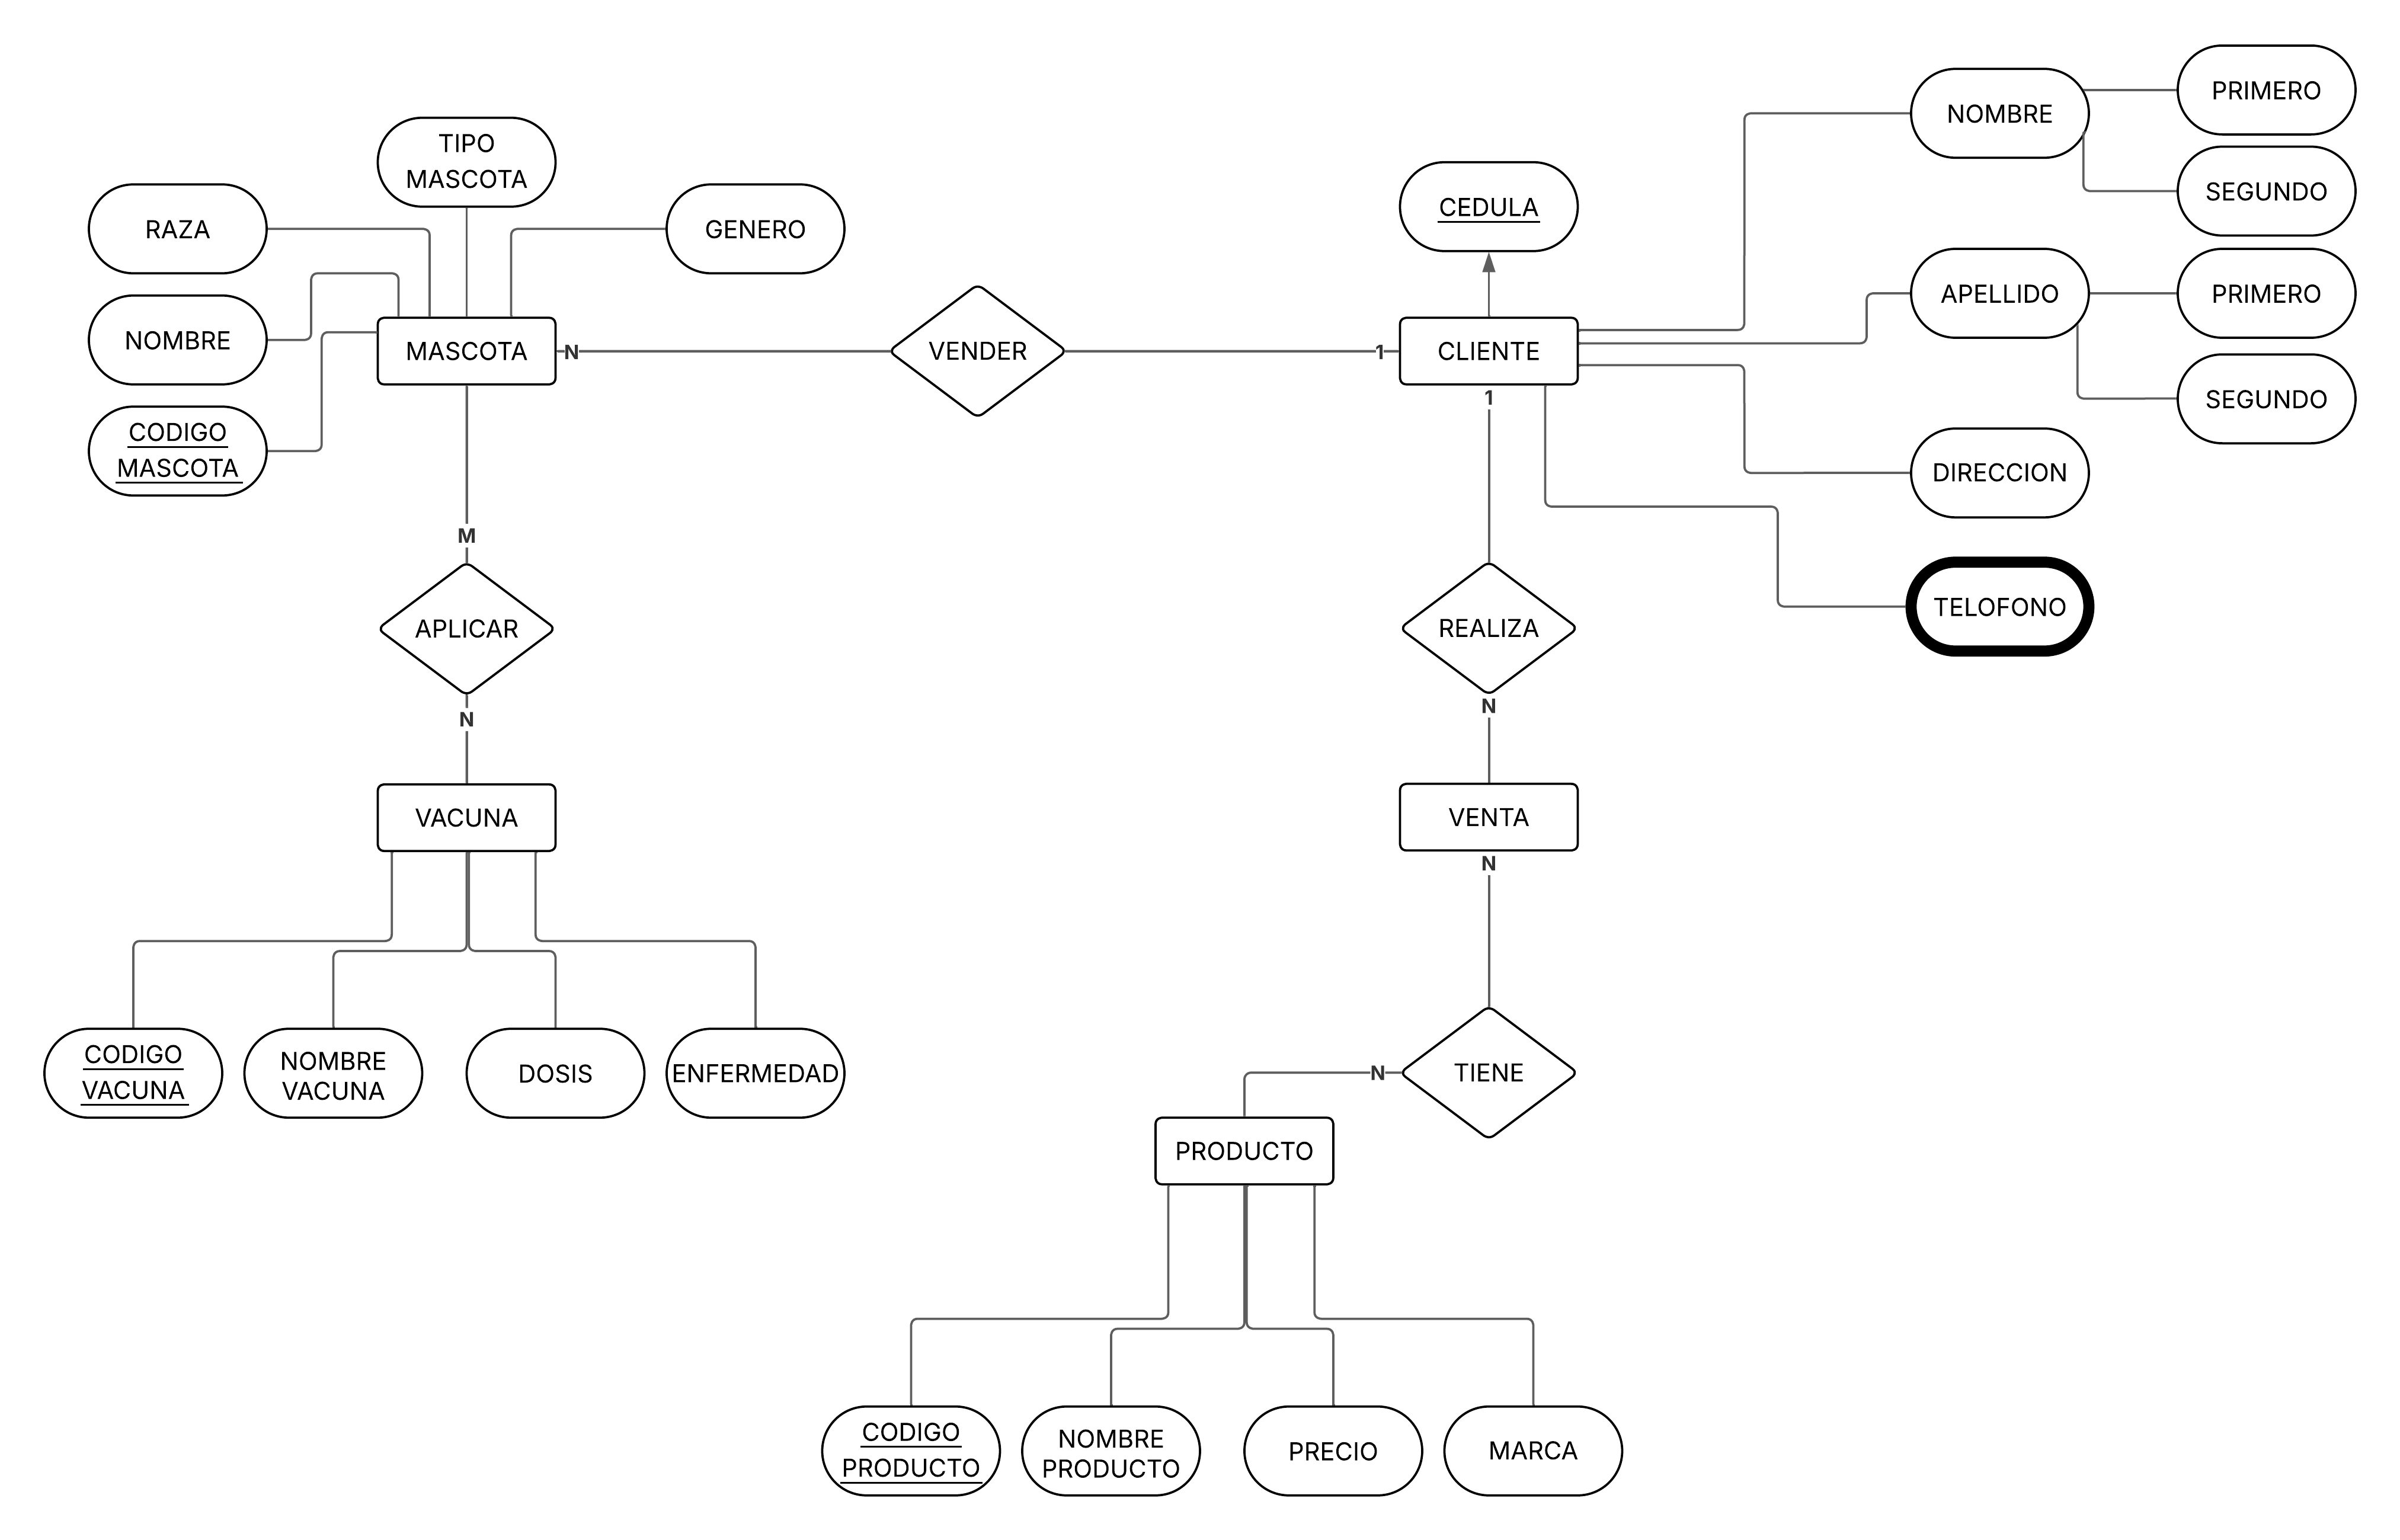 PRIMERO
NOMBRE
SEGUNDO
TIPO
MASCOTA
RAZA
GENERO
CEDULA
APELLIDO
PRIMERO
SEGUNDO
NOMBRE
MASCOTA
N
VENDER
1
CLIENTE
1
CODIGO
MASCOTA
DIRECCION
M
TELOFONO
APLICAR
REALIZA
N
N
VACUNA
VENTA
N
CODIGO
VACUNA
NOMBRE
VACUNA
DOSIS
ENFERMEDAD
N
TIENE
PRODUCTO
CODIGO
PRODUCTO
NOMBRE
PRODUCTO
PRECIO
MARCA